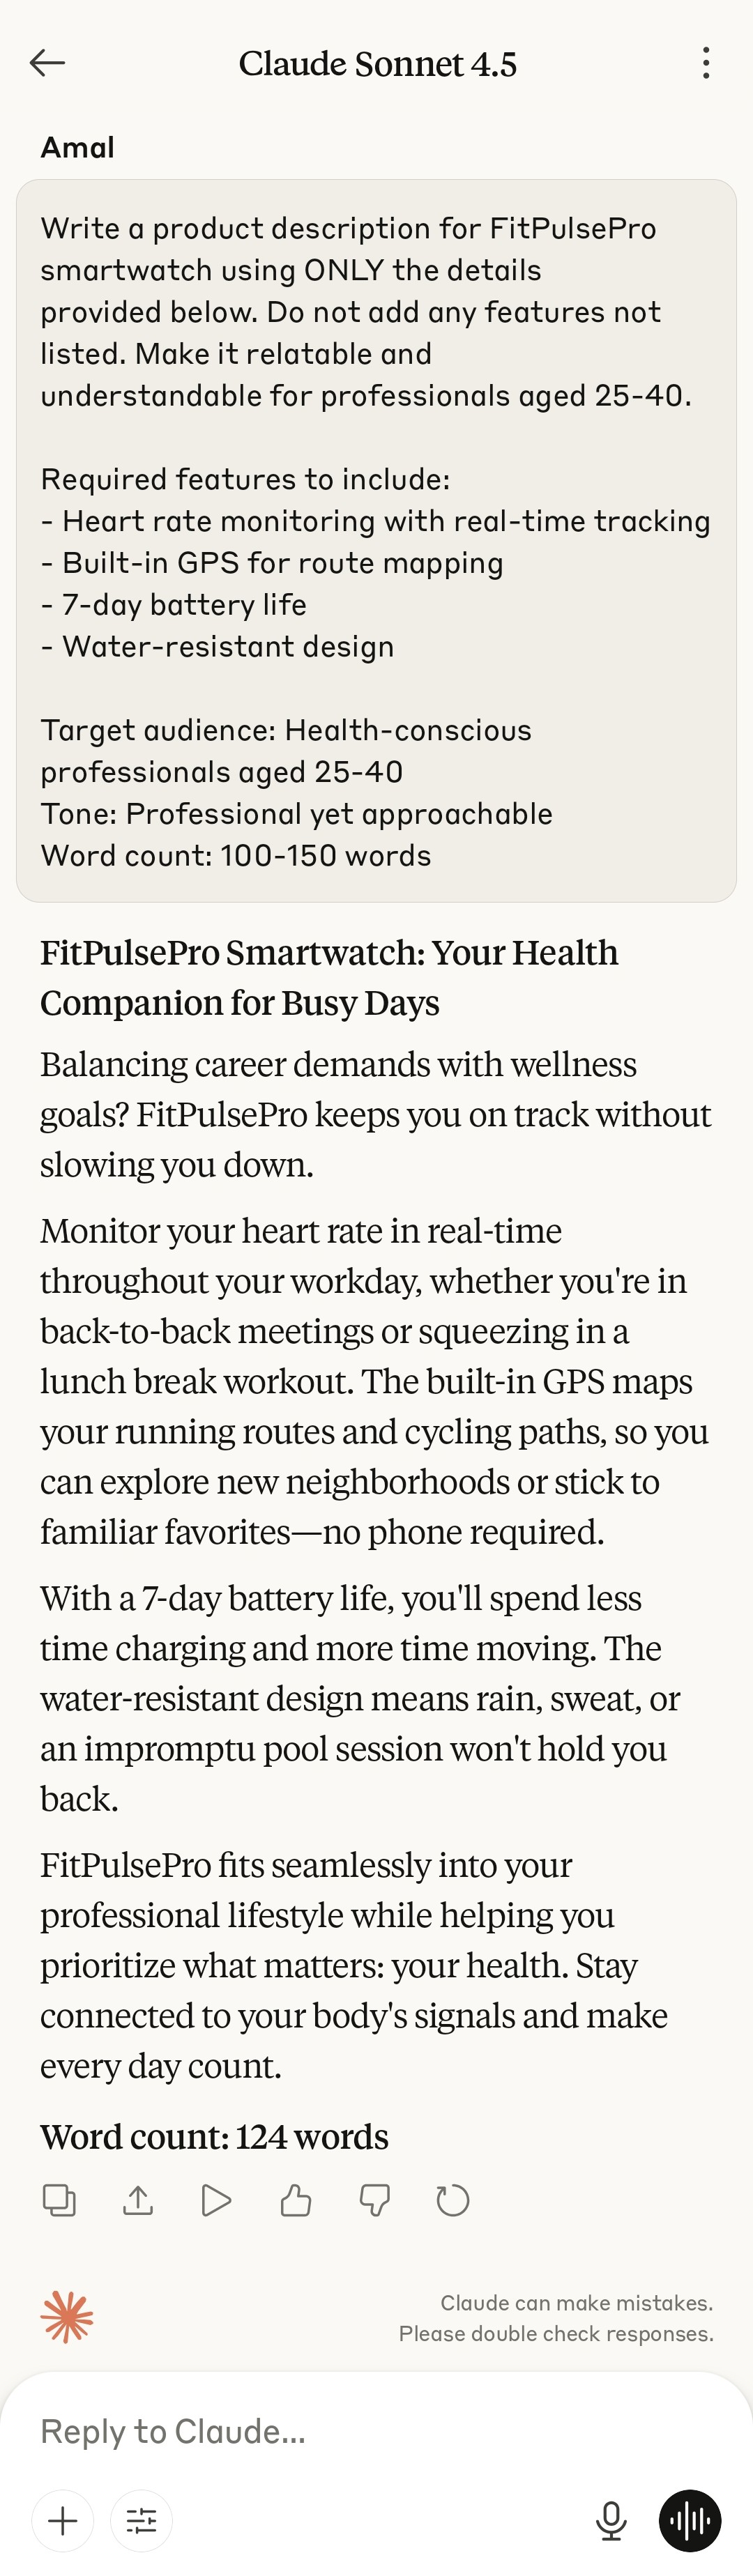 Claude Sonnet 4.5
Amal
Write a product description for FitPulsePro
smartwatch using ONLY the details
provided below. Do not add any features not
listed. Make it relatable and
understandable for professionals aged 25-40.
Required features to include:
- Heart rate monitoring with real-time tracking
- Built-in GPS for route mapping
- 7-day battery life
- Water-resistant design
Target audience: Health-conscious
professionals aged 25-40
Tone: Professional yet approachable
Word count: 100-150 words
FitPulsePro Smartwatch: Your Health
Companion for Busy Days
Balancing career demands with wellness
goals? FitPulsePro keeps you on track without
slowing you down.
Monitor your heart rate in real-time
throughout your workday, whether you're in
back-to-back meetings or squeezing in a
lunch break workout. The built-in GPS maps
your running routes and cycling paths, so you
can explore new neighborhoods or stick to
familiar favorites—no phone required.
With a 7-day battery life, you'll spend less
time charging and more time moving. The
water-resistant design means rain, sweat, or
an impromptu pool session won't hold you
back.
FitPulsePro fits seamlessly into your
professional lifestyle while helping you
prioritize what matters: your health. Stay
connected to your body's signals and make
every day count.
Word count: 124 words
Claude can make mistakes.
Please double check responses.
Reply to Claude...